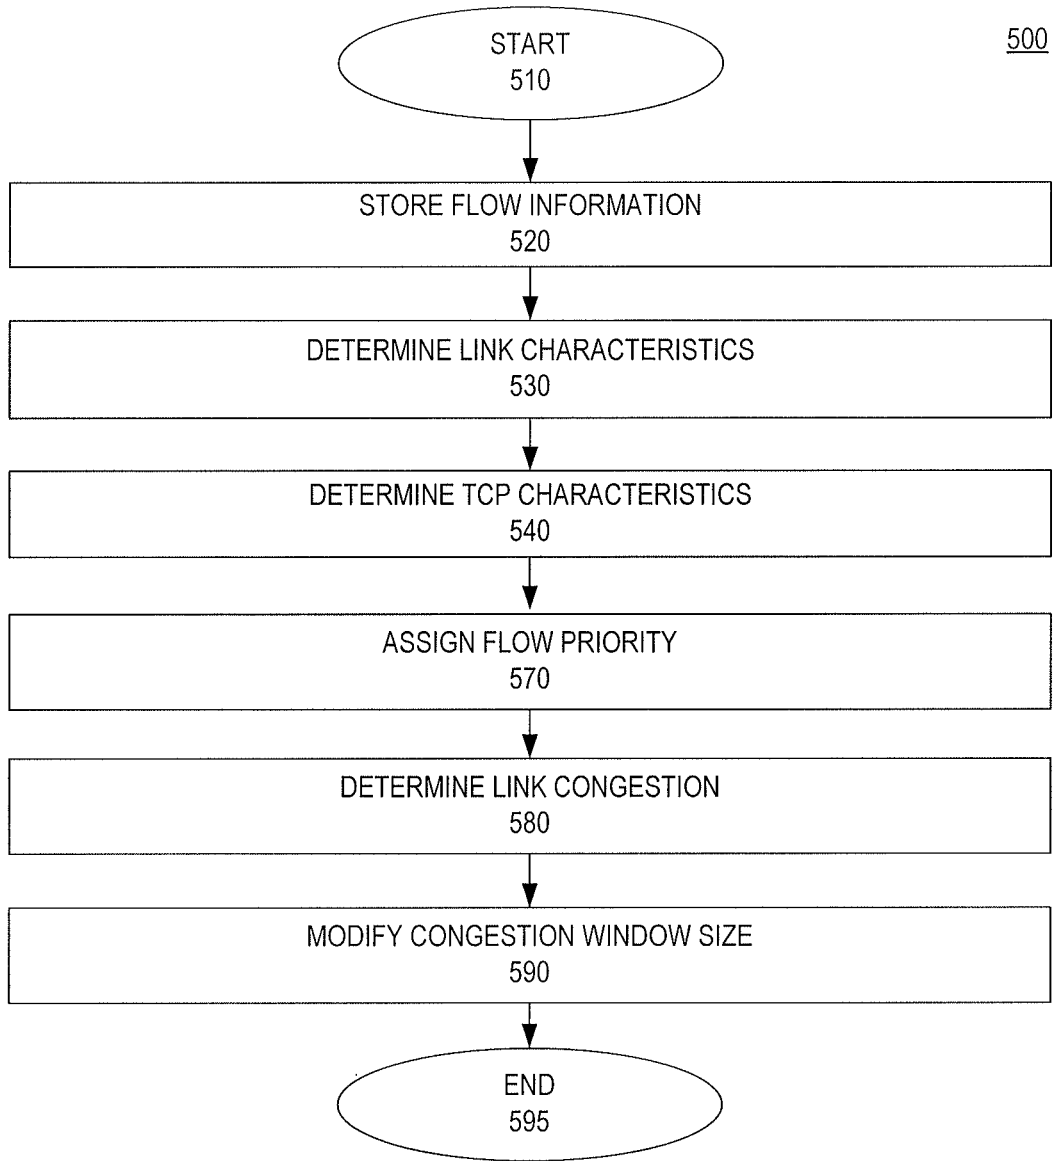 500
START
510
STORE FLOW INFORMATION
520
DETERMINE LINK CHARACTERISTICS
530
DETERMINE TCP CHARACTERISTICS
540
ASSIGN FLOW PRIORITY
570
DETERMINE LINK CONGESTION
580
MODIFY CONGESTION WINDOW SIZE
590
END
595